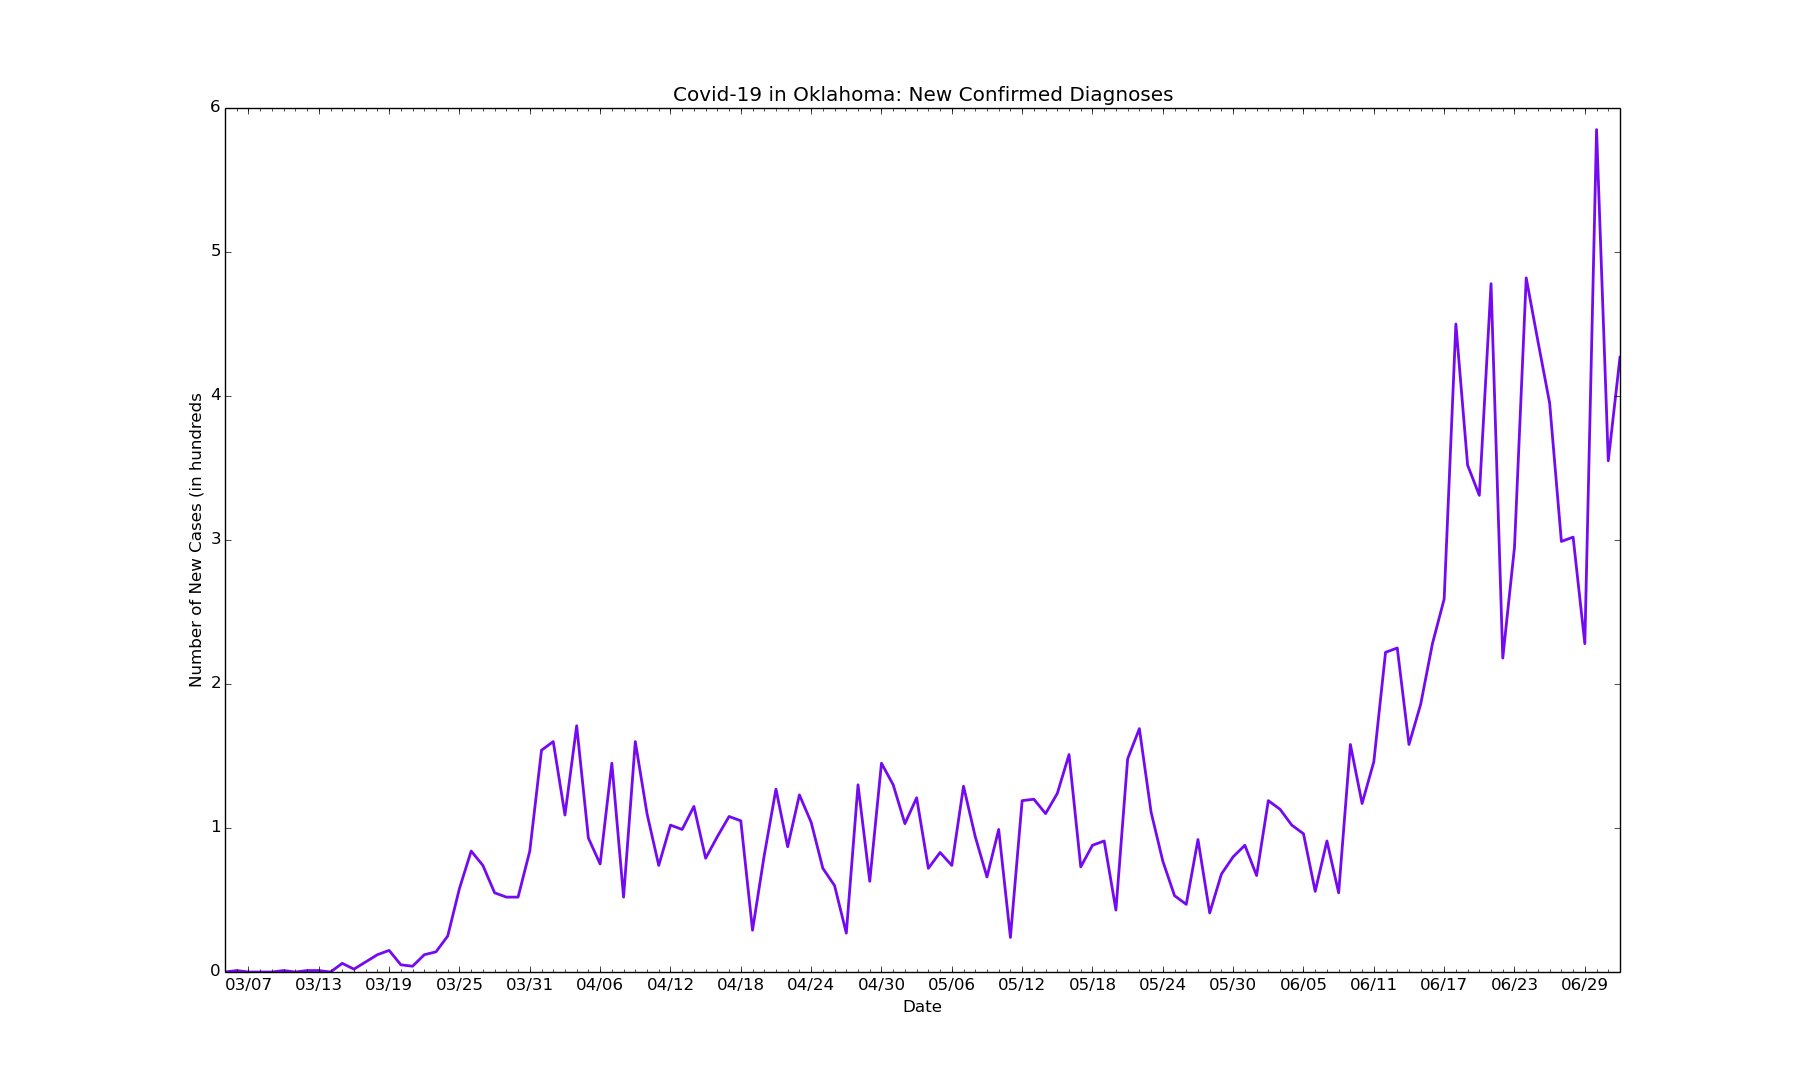 Covid-19 in Oklahoma: New Confirmed Diagnoses
6
5
4
3
2
1
0
Number of New Cases (in hundreds
03/07 03/13 03/19 03/25 03/31 04/06 04/12 04/18 04/24 04/30 05/06 05/12 05/18 05/24 05/30 06/05 06/11 06/17 06/23 06/29
Date